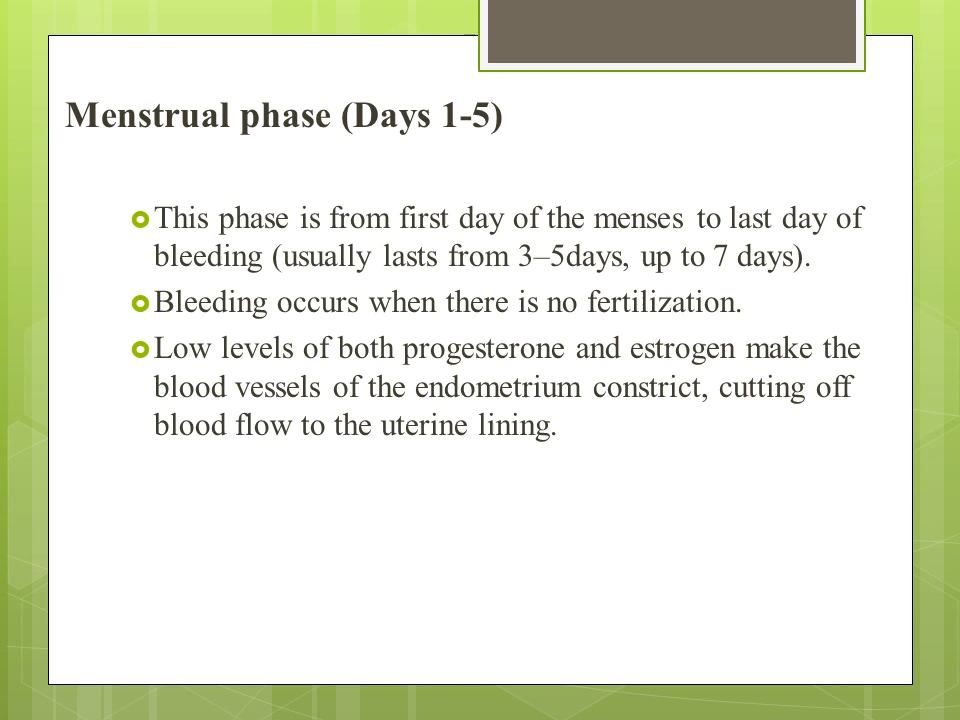 Menstrual phase (Days 1-5)
This phase is from first day of the menses to last day of
bleeding (usually lasts from 3–5days, up to 7 days).
Bleeding occurs when there is no fertilization.
Low levels of both progesterone and estrogen make the
blood vessels of the endometrium constrict, cutting off
blood flow to the uterine lining.